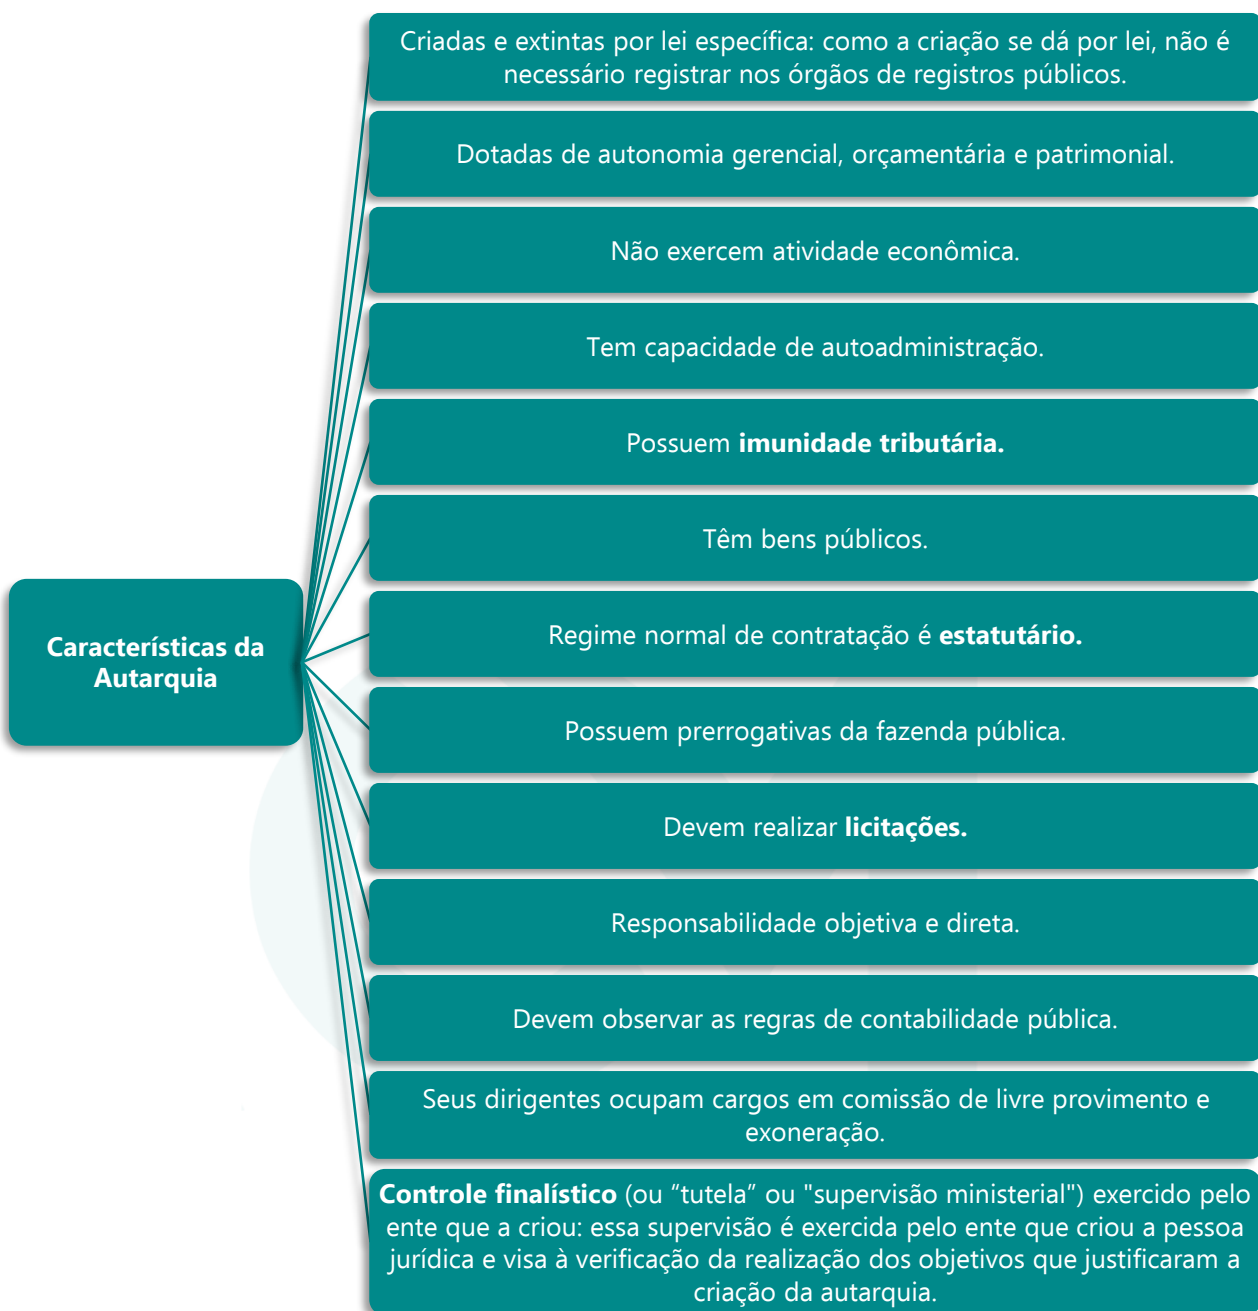 Criadas e extintas por lei específica: como a criação se dá por lei, não é
necessário registrar nos órgãos de registros públicos.
Dotadas de autonomia gerencial, orçamentária e patrimonial.
Não exercem atividade econômica.
Tem capacidade de autoadministração.
Possuem imunidade tributária.
Têm bens públicos.
Características da
Autarquia
Regime normal de contratação é estatutário.
Possuem prerrogativas da fazenda pública.
Devem realizar licitações.
Responsabilidade objetiva e direta.
Devem observar as regras de contabilidade pública.
Seus dirigentes ocupam cargos em comissão de livre provimento e
exoneração.
Controle finalístico (ou “tutela” ou "supervisão ministerial") exercido pelo
ente que a criou: essa supervisão é exercida pelo ente que criou a pessoa
jurídica e visa à verificação da realização dos objetivos que justificaram a
criação da autarquia.